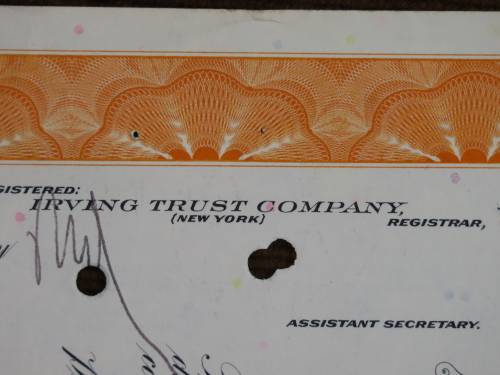 GISTERED:
IRVING TRUST COMPANY,
(NEW YORK)
REGISTRAR,
ASSISTANT SECRETARY.